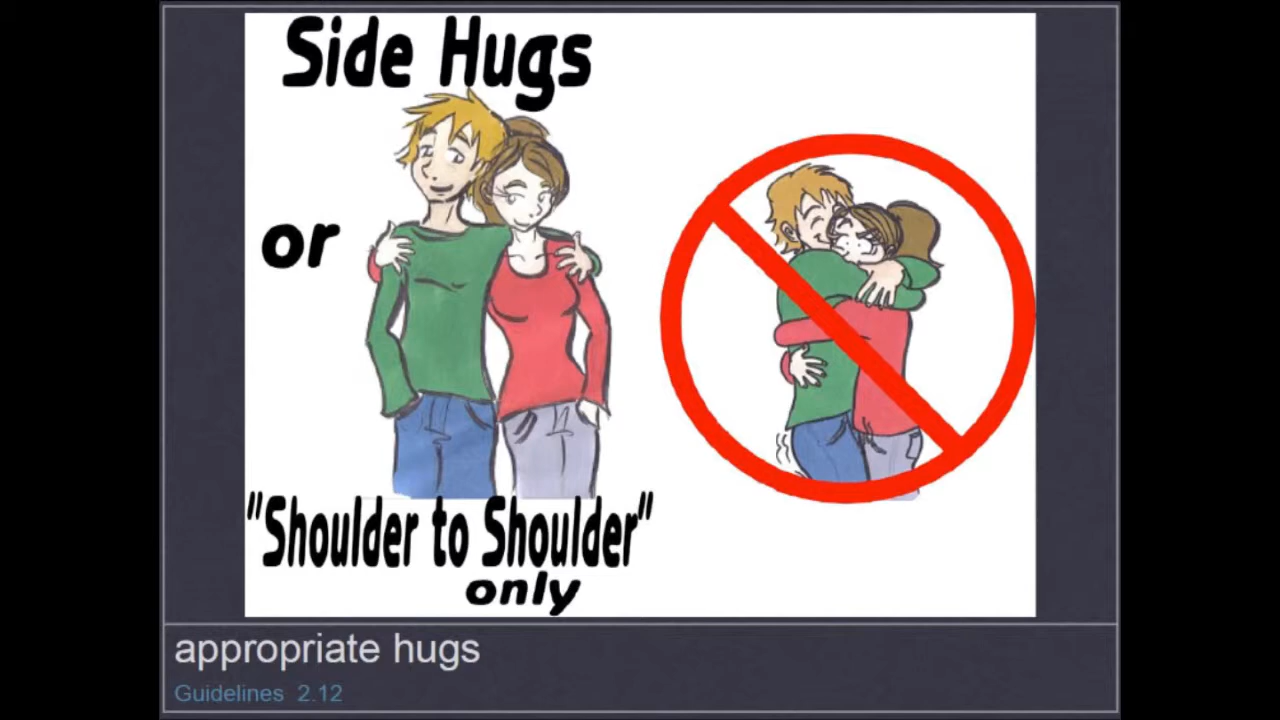 Side Hugs
or
"Shoulder to Shoulder"
only
appropriate hugs
Guidelines 2.12